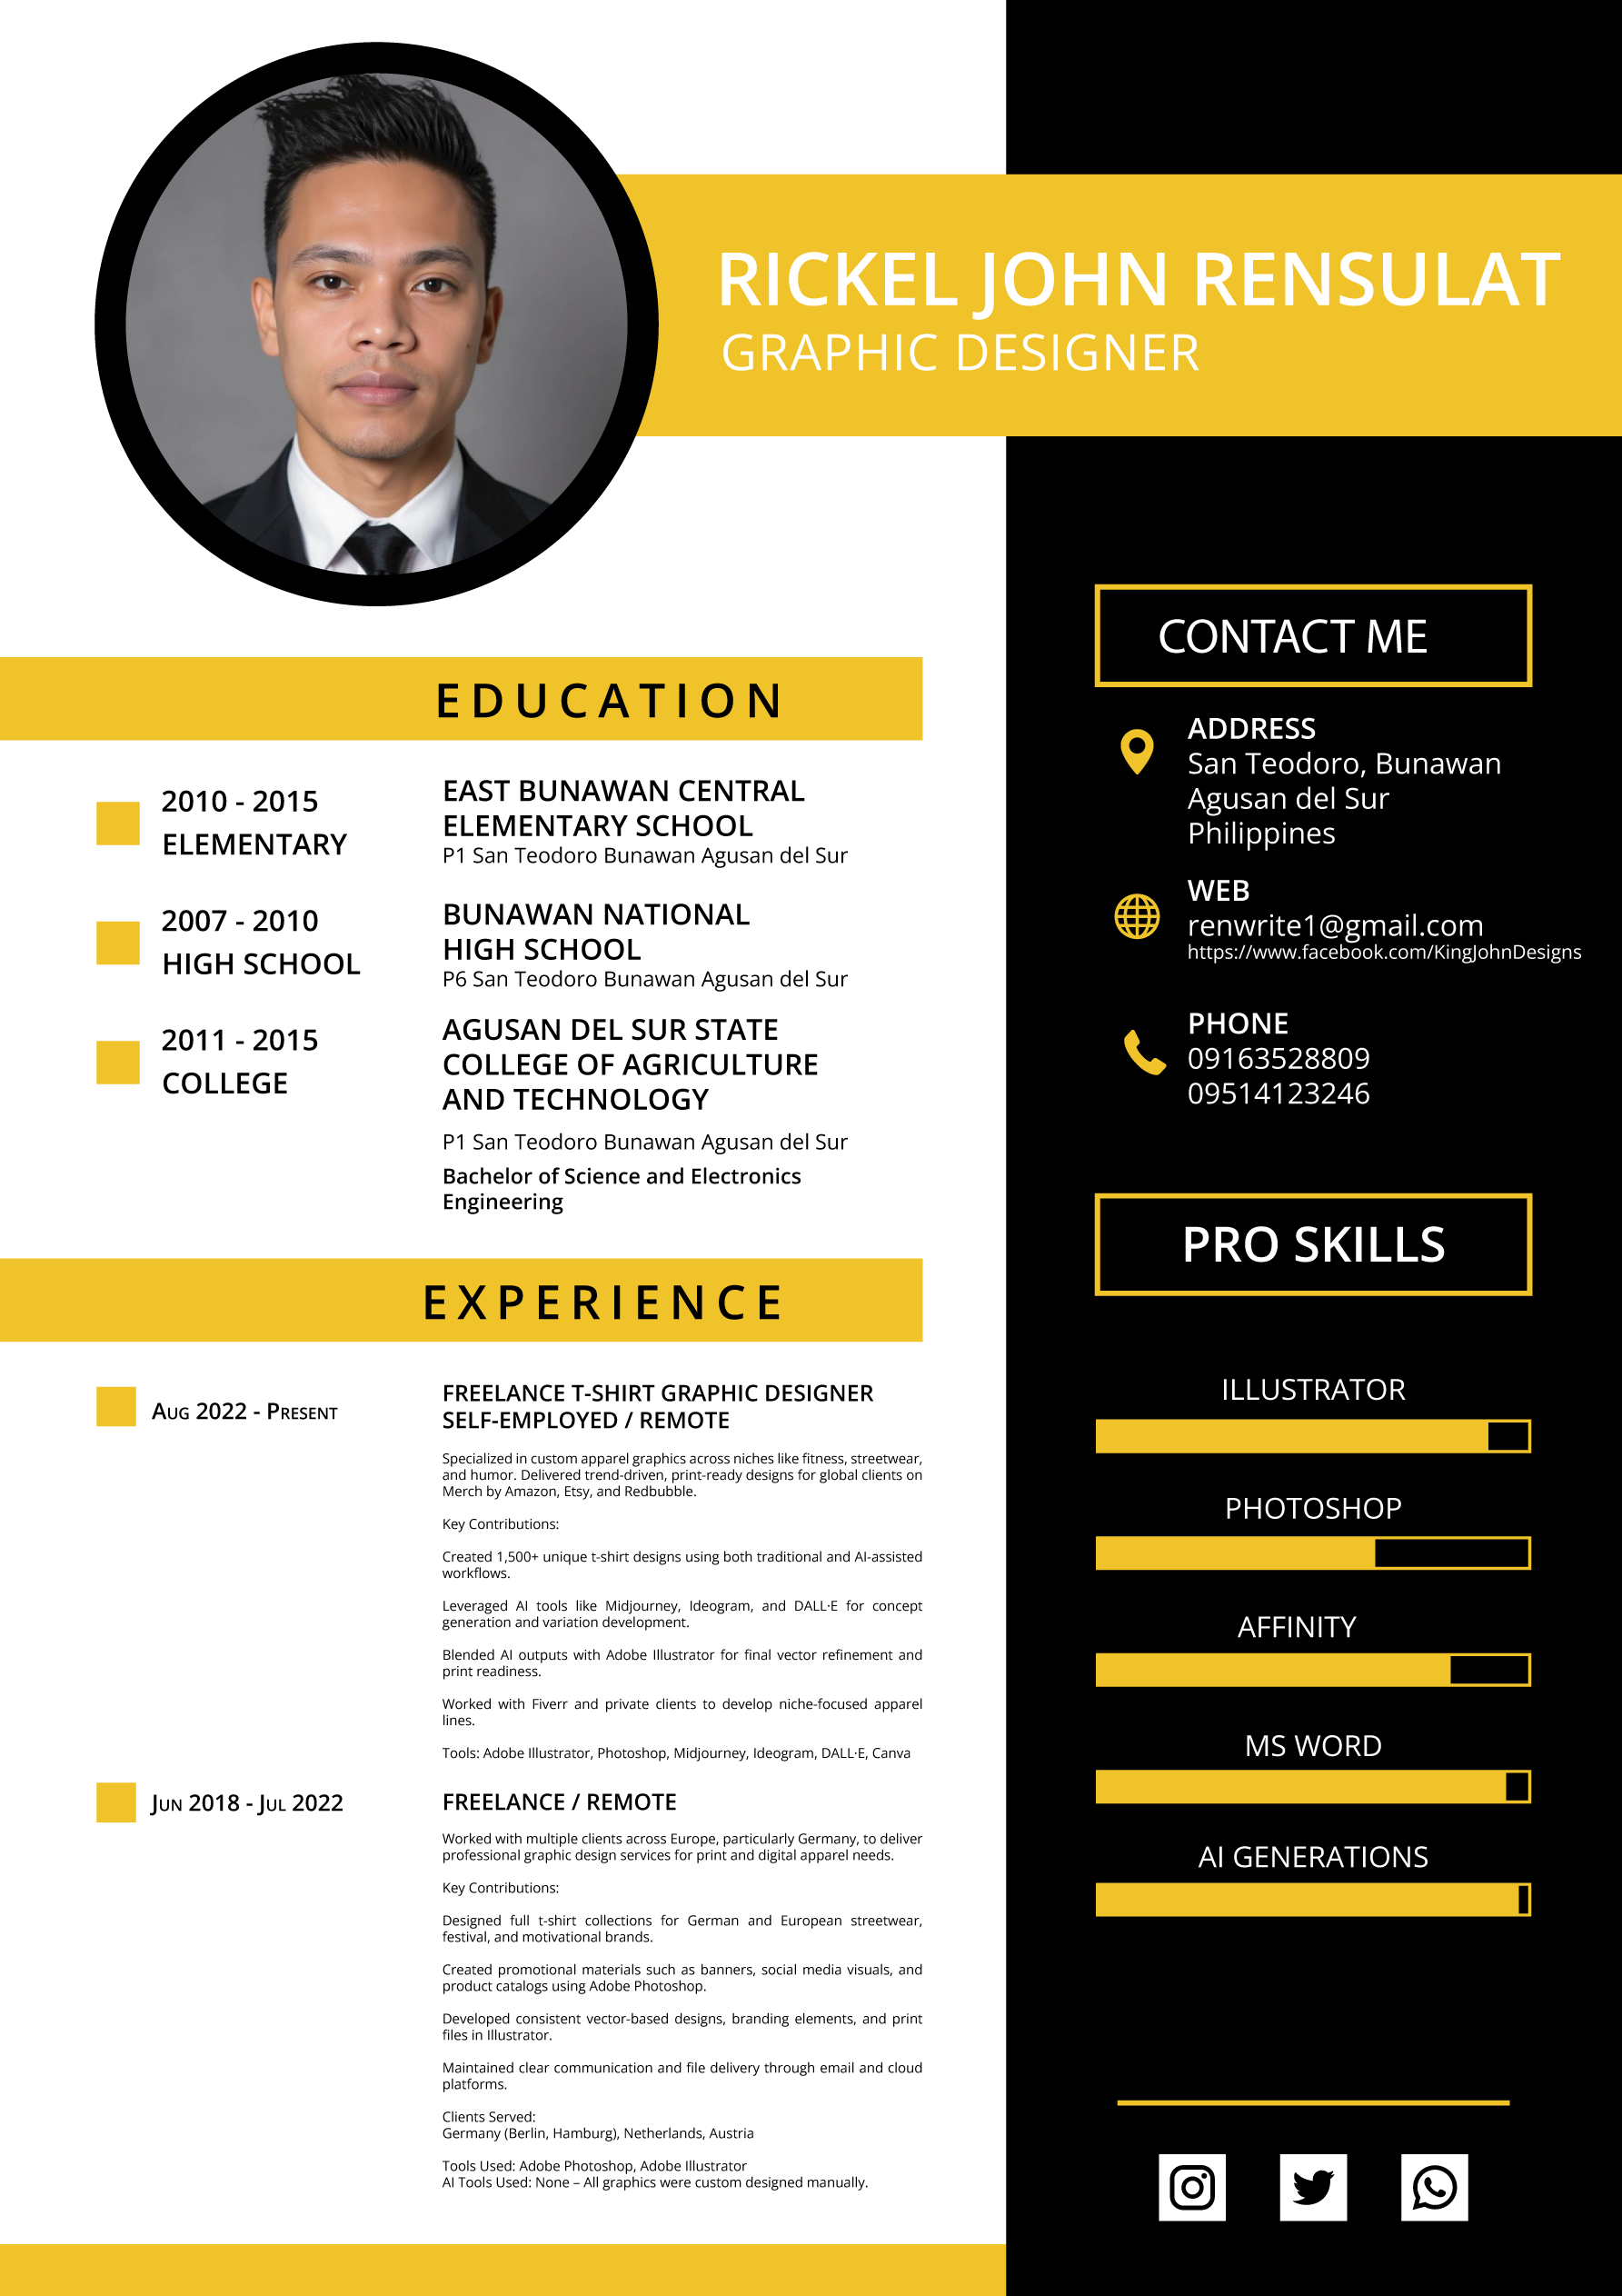 RICKEL JOHN RENSULAT
GRAPHIC DESIGNER
EDUCATION
2010 - 2015
ELEMENTARY
EAST BUNAWAN CENTRAL
ELEMENTARY SCHOOL
P1 San Teodoro Bunawan Agusan del Sur
2007 - 2010
HIGH SCHOOL
BUNAWAN NATIONAL
HIGH SCHOOL
P6 San Teodoro Bunawan Agusan del Sur
2011 - 2015
COLLEGE
AGUSAN DEL SUR STATE
COLLEGE OF AGRICULTURE
AND TECHNOLOGY
P1 San Teodoro Bunawan Agusan del Sur
Bachelor of Science and Electronics
Engineering
EXPERIENCE
Aug 2022 - Present
FREELANCE T-SHIRT GRAPHIC DESIGNER
SELF-EMPLOYED / REMOTE
Specialized in custom apparel graphics across niches like fitness, streetwear,
and humor. Delivered trend-driven, print-ready designs for global clients on
Merch by Amazon, Etsy, and Redbubble.
Key Contributions:
Created 1,500+ unique t-shirt designs using both traditional and AI-assisted
workflows.
Leveraged AI tools like Midjourney, Ideogram, and DALL·E for concept
generation and variation development.
Blended AI outputs with Adobe Illustrator for final vector refinement and
print readiness.
Worked with Fiverr and private clients to develop niche-focused apparel
lines.
Tools: Adobe Illustrator, Photoshop, Midjourney, Ideogram, DALL·E, Canva
Jun 2018 - Jul 2022
FREELANCE / REMOTE
Worked with multiple clients across Europe, particularly Germany, to deliver
professional graphic design services for print and digital apparel needs.
Key Contributions:
Designed full t-shirt collections for German and European streetwear,
festival, and motivational brands.
Created promotional materials such as banners, social media visuals, and
product catalogs using Adobe Photoshop.
Developed consistent vector-based designs, branding elements, and print
files in Illustrator.
Maintained clear communication and file delivery through email and cloud
platforms.
Clients Served:
Germany (Berlin, Hamburg), Netherlands, Austria
Tools Used: Adobe Photoshop, Adobe Illustrator
AI Tools Used: None – All graphics were custom designed manually.
CONTACT ME
ADDRESS
San Teodoro, Bunawan
Agusan del Sur
Philippines
WEB
renwrite1@gmail.com
https://www.facebook.com/KingJohnDesigns
PHONE
09163528809
09514123246
PRO SKILLS
ILLUSTRATOR
PHOTOSHOP
AFFINITY
MS WORD
AI GENERATIONS